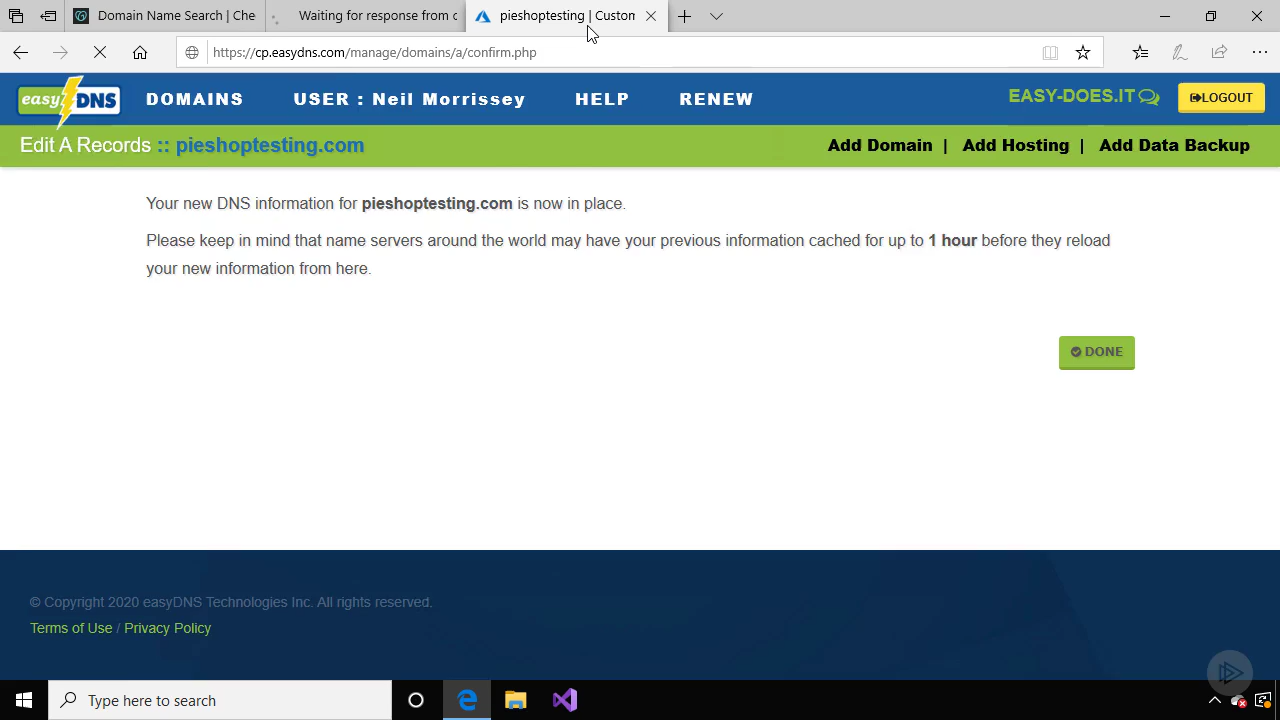 Domain Name Search | Che
Waiting for response from c
pieshoptesting | Custom
https://cp.easydns.com/manage/domains/a/confirm.php
easy DNS
DOMAINS
USER : Neil Morrissey
HELP
RENEW
EASY-DOES.IT
LOGOUT
Edit A Records :: pieshoptesting.com
Add Domain | Add Hosting | Add Data Backup
Your new DNS information for pieshoptesting.com is now in place.
Please keep in mind that name servers around the world may have your previous information cached for up to 1 hour before they reload
your new information from here.
DONE
© Copyright 2020 easyDNS Technologies Inc. All rights reserved.
Terms of Use / Privacy Policy
Type here to search